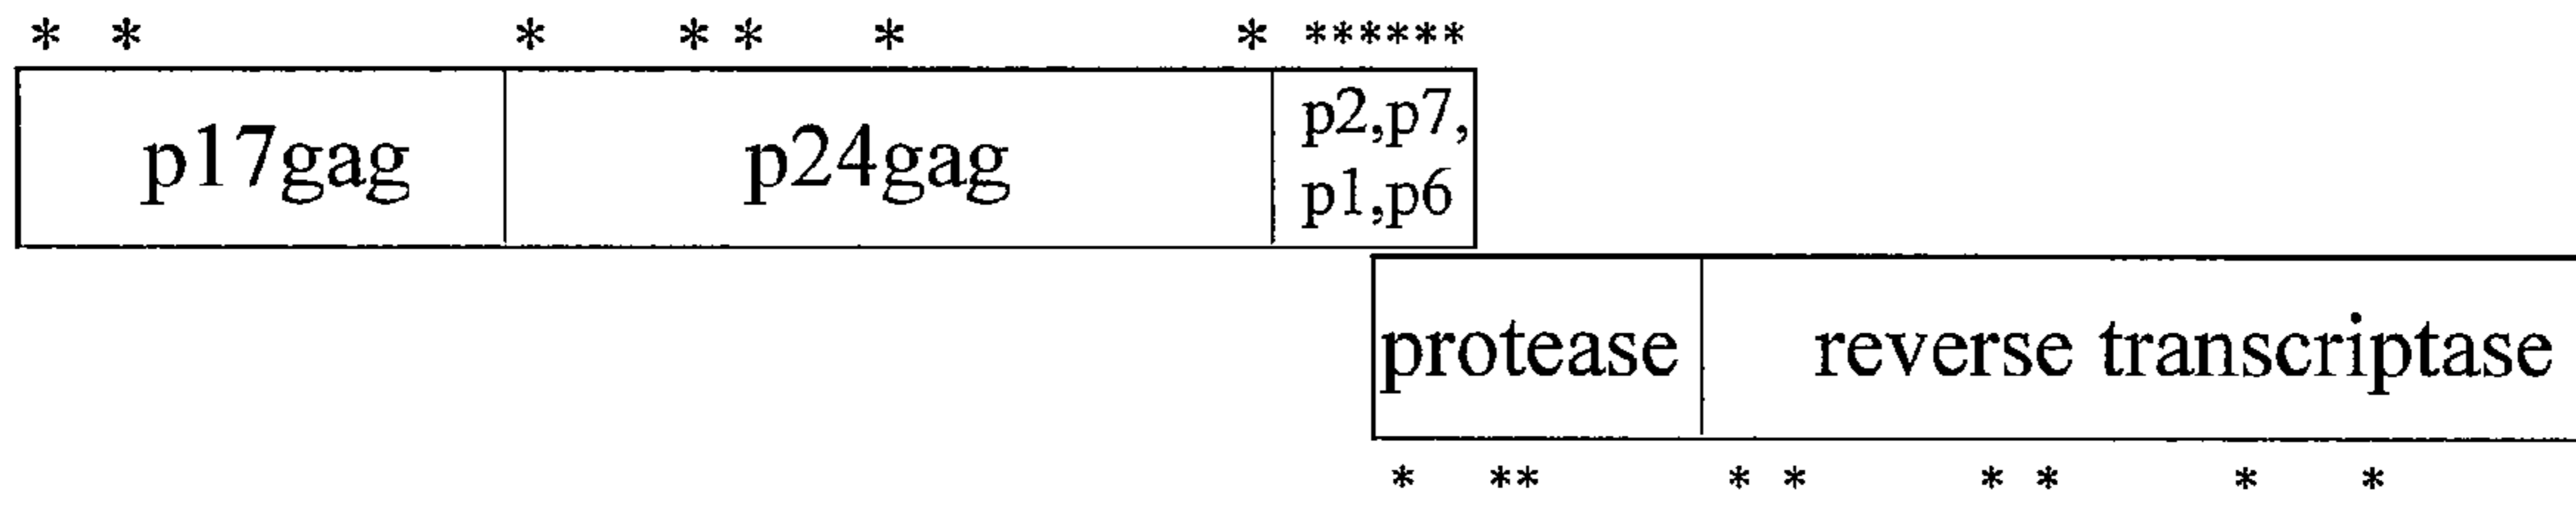 * * * * * * * ******
p17gag p24gag p2,p7,
p1,p6
protease reverse transcriptase
* ** * * * * * *